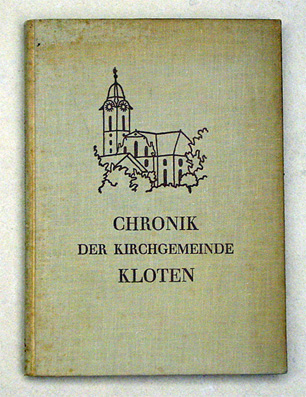 CHRONIK
DER KIRCHGEMEINDE
KLOTEN